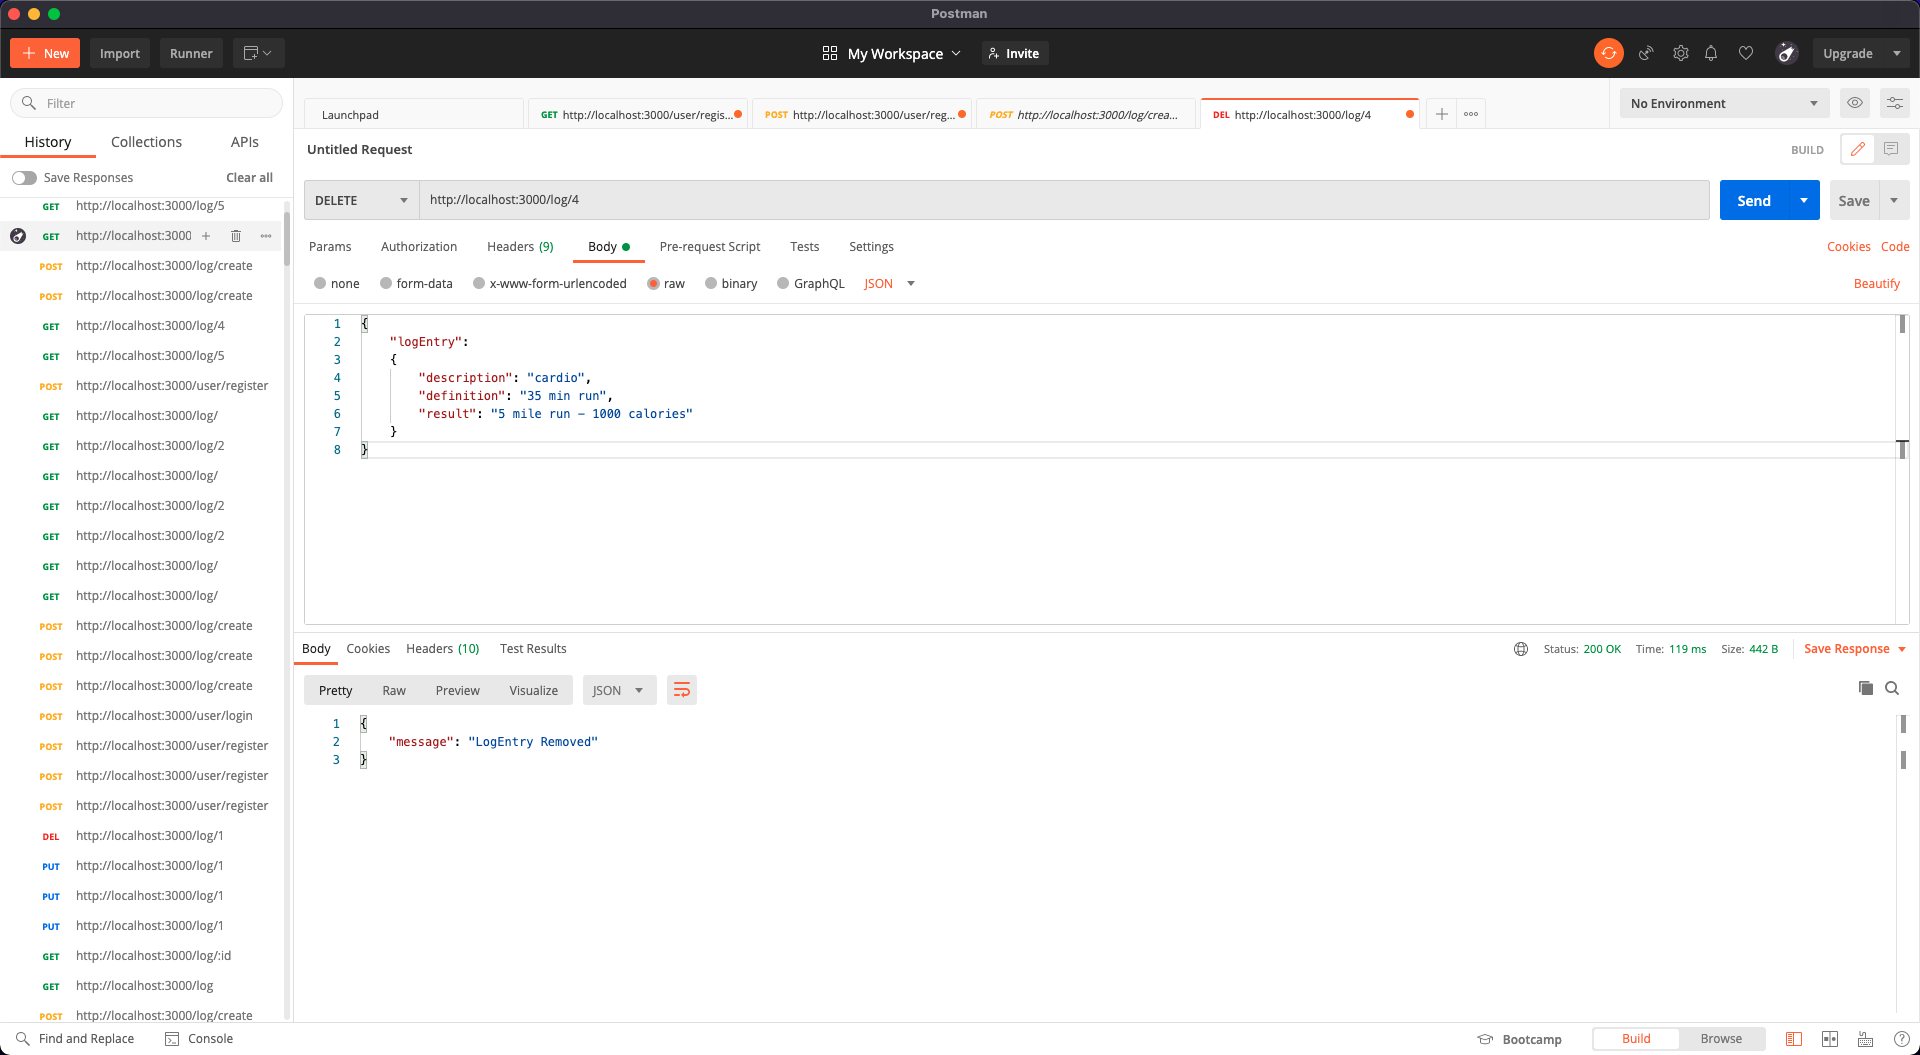 Postman
New
Import
Runner
My Workspace
Invite
Upgrade
Filter
History
Collections
APIs
Save Responses
Clear all
GET http://localhost:3000/log/5
GET http://localhost:3000
POST http://localhost:3000/log/create
POST http://localhost:3000/log/create
GET http://localhost:3000/log/4
GET http://localhost:3000/log/5
POST http://localhost:3000/user/register
GET http://localhost:3000/log/
GET http://localhost:3000/log/2
GET http://localhost:3000/log/
GET http://localhost:3000/log/2
GET http://localhost:3000/log/2
GET http://localhost:3000/log/
GET http://localhost:3000/log/
POST http://localhost:3000/log/create
POST http://localhost:3000/log/create
POST http://localhost:3000/log/create
POST http://localhost:3000/user/login
POST http://localhost:3000/user/register
POST http://localhost:3000/user/register
POST http://localhost:3000/user/register
DEL http://localhost:3000/log/1
PUT http://localhost:3000/log/1
PUT http://localhost:3000/log/1
PUT http://localhost:3000/log/1
GET http://localhost:3000/log/:id
GET http://localhost:3000/log
POST http://localhost:3000/log/create
Launchpad
GET http://localhost:3000/user/regis...
POST http://localhost:3000/user/reg...
POST http://localhost:3000/log/crea...
DEL http://localhost:3000/log/4
No Environment
Untitled Request
BUILD
DELETE
http://localhost:3000/log/4
Send
Save
Params
Authorization
Headers (9)
Body
Pre-request Script
Tests
Settings
Cookies
Code
none
form-data
x-www-form-urlencoded
raw
binary
GraphQL
JSON
Beautify
1 {
2 "logEntry":
3 {
4 "description": "cardio",
5 "definition": "35 min run",
6 "result": "5 mile run - 1000 calories"
7 }
8 }
Body
Cookies
Headers (10)
Test Results
Status: 200 OK
Time: 119 ms
Size: 442 B
Save Response
Pretty
Raw
Preview
Visualize
JSON
1 {
2 "message": "LogEntry Removed"
3 }
Find and Replace
Console
Bootcamp
Build
Browse